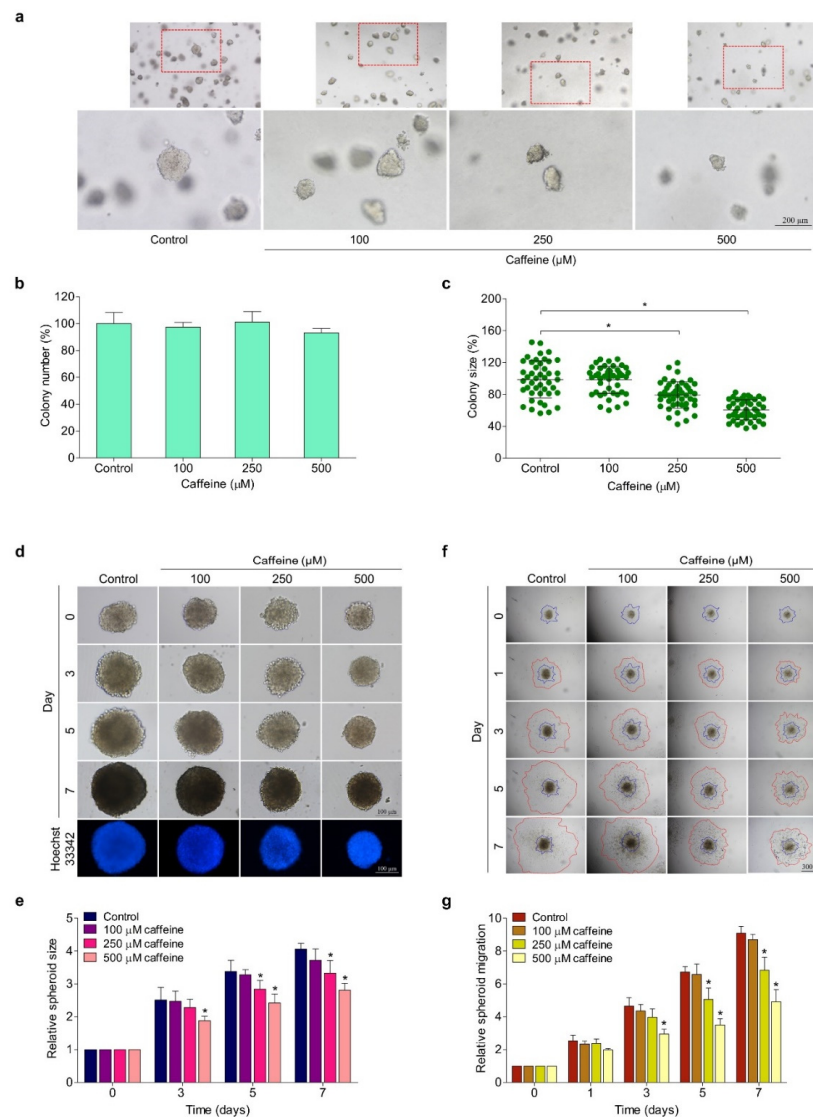 a
200 µm
Control 100 250 500
Caffeine (µM)
b
Colony number (%)
120
100
80
60
40
20
0
Control 100 250 500
Caffeine (µM)
c
Colony size (%)
200
160
120
80
40
0
* *
Control 100 250 500
Caffeine (µM)
d
Caffeine (µM)
Control 100 250 500
Day
0
3
5
7
100 µm
Hoechst
33342
100 µm
f
Caffeine (µM)
Control 100 250 500
Day
0
1
3
5
7
300
e
Relative spheroid size
5
4
3
2
1
0
Control
100 µM caffeine
250 µM caffeine
500 µM caffeine
* * * * *
0 3 5 7
Time (days)
g
Relative spheroid migration
10
8
6
4
2
0
Control
100 µM caffeine
250 µM caffeine
500 µM caffeine
* * * * *
0 1 3 5 7
Time (days)